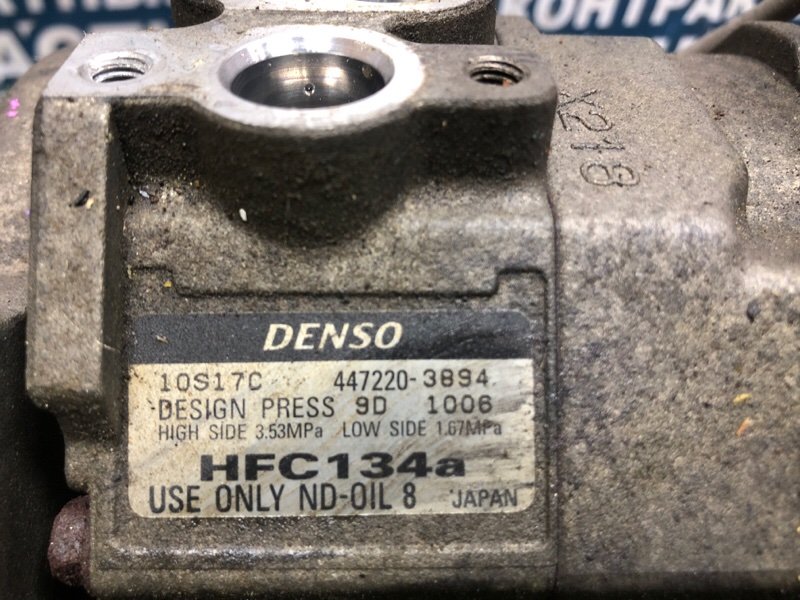 КОНТРАК
X218
DENSO
10S17C 447220-3894
DESIGN PRESS 9D 1006
HIGH SIDE 3.53MPa LOW SIDE 1.67MPa
HFC134a
USE ONLY ND-OIL 8 JAPAN